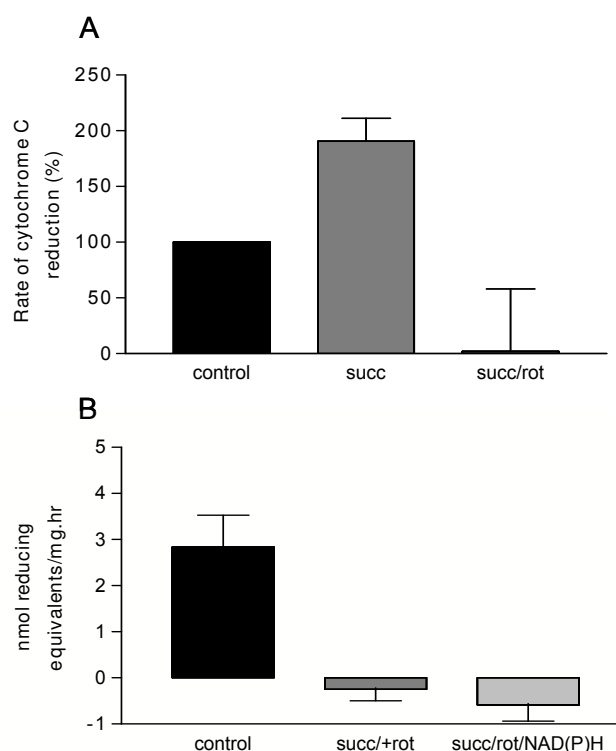 A
Rate of cytochrome C
reduction (%)
250
200
150
100
50
0
control succ succ/rot
B
nmol reducing
equivalents/mg.hr
5
4
3
2
1
0
-1
control succ/+rot succ/rot/NAD(P)H